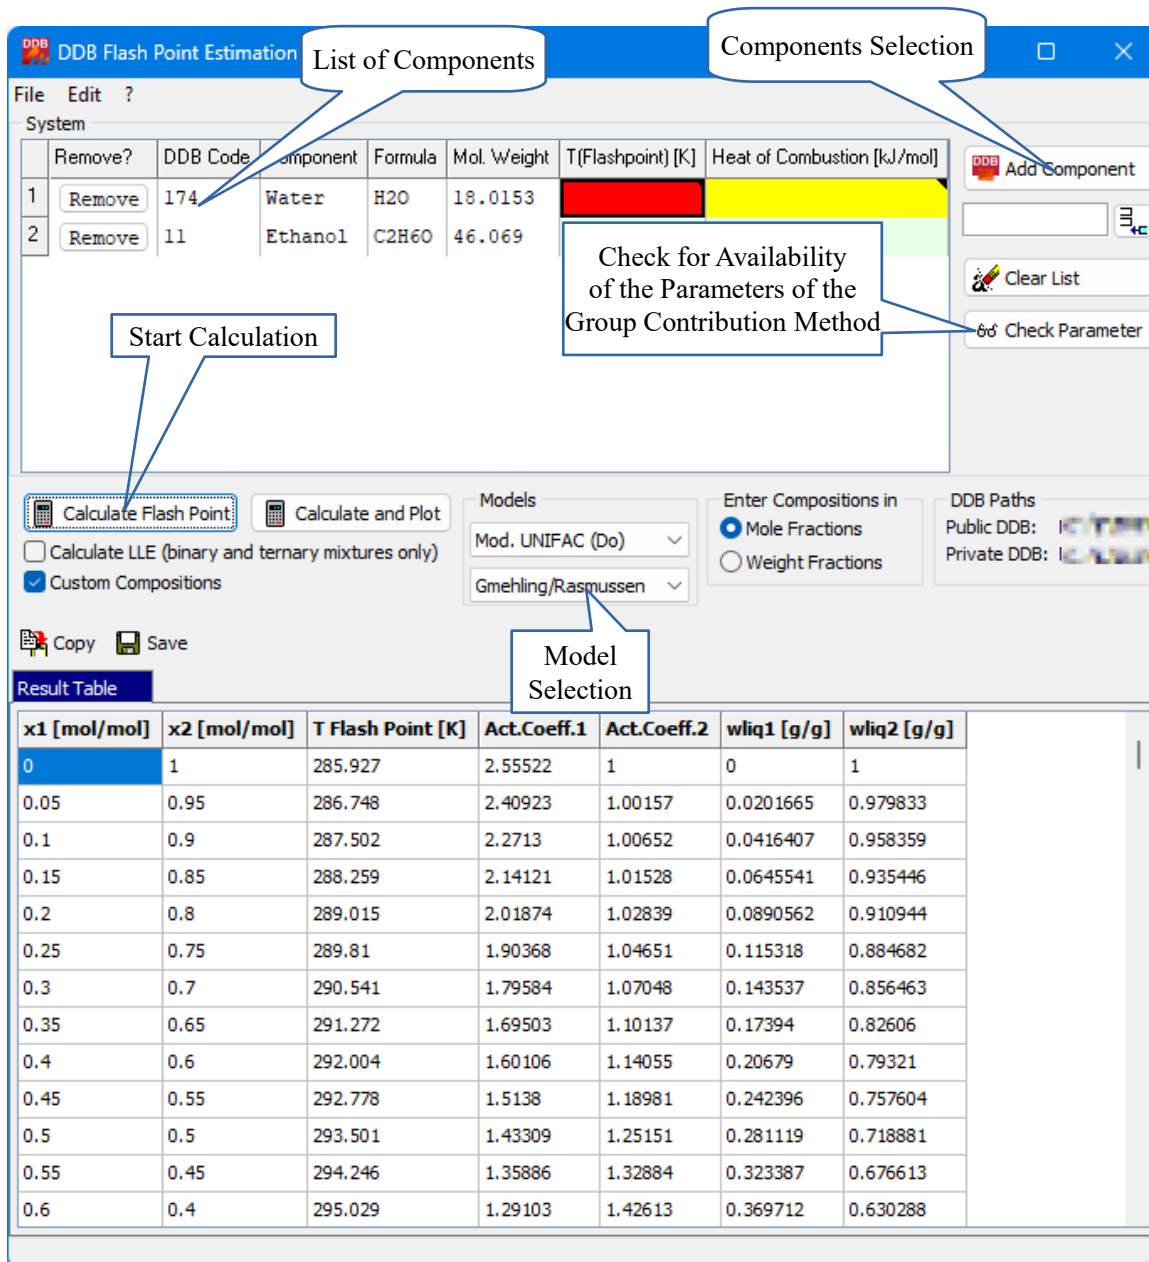 DDB Flash Point Estimation
List of Components
Components Selection
File Edit ?
System
Remove? DDB Code Component Formula Mol. Weight T(Flashpoint) [K] Heat of Combustion [kJ/mol]
DDB Add Component
1 Remove 174 Water H2O 18.0153
2 Remove 11 Ethanol C2H6O 46.069
Check for Availability
of the Parameters of the
Group Contribution Method
Clear List
Check Parameter
Start Calculation
Calculate Flash Point Calculate and Plot
Calculate LLE (binary and ternary mixtures only)
Custom Compositions
Models
Mod. UNIFAC (Do)
Gmehling/Rasmussen
Enter Compositions in
Mole Fractions
Weight Fractions
DDB Paths
Public DDB:
Private DDB:
Copy Save
Model
Selection
Result Table
x1 [mol/mol] x2 [mol/mol] T Flash Point [K] Act.Coeff.1 Act.Coeff.2 wliq1 [g/g] wliq2 [g/g]
0 1 285.927 2.55522 1 0 1
0.05 0.95 286.748 2.40923 1.00157 0.0201665 0.979833
0.1 0.9 287.502 2.2713 1.00652 0.0416407 0.958359
0.15 0.85 288.259 2.14121 1.01528 0.0645541 0.935446
0.2 0.8 289.015 2.01874 1.02839 0.0890562 0.910944
0.25 0.75 289.81 1.90368 1.04651 0.115318 0.884682
0.3 0.7 290.541 1.79584 1.07048 0.143537 0.856463
0.35 0.65 291.272 1.69503 1.10137 0.17394 0.82606
0.4 0.6 292.004 1.60106 1.14055 0.20679 0.79321
0.45 0.55 292.778 1.5138 1.18981 0.242396 0.757604
0.5 0.5 293.501 1.43309 1.25151 0.281119 0.718881
0.55 0.45 294.246 1.35886 1.32884 0.323387 0.676613
0.6 0.4 295.029 1.29103 1.42613 0.369712 0.630288